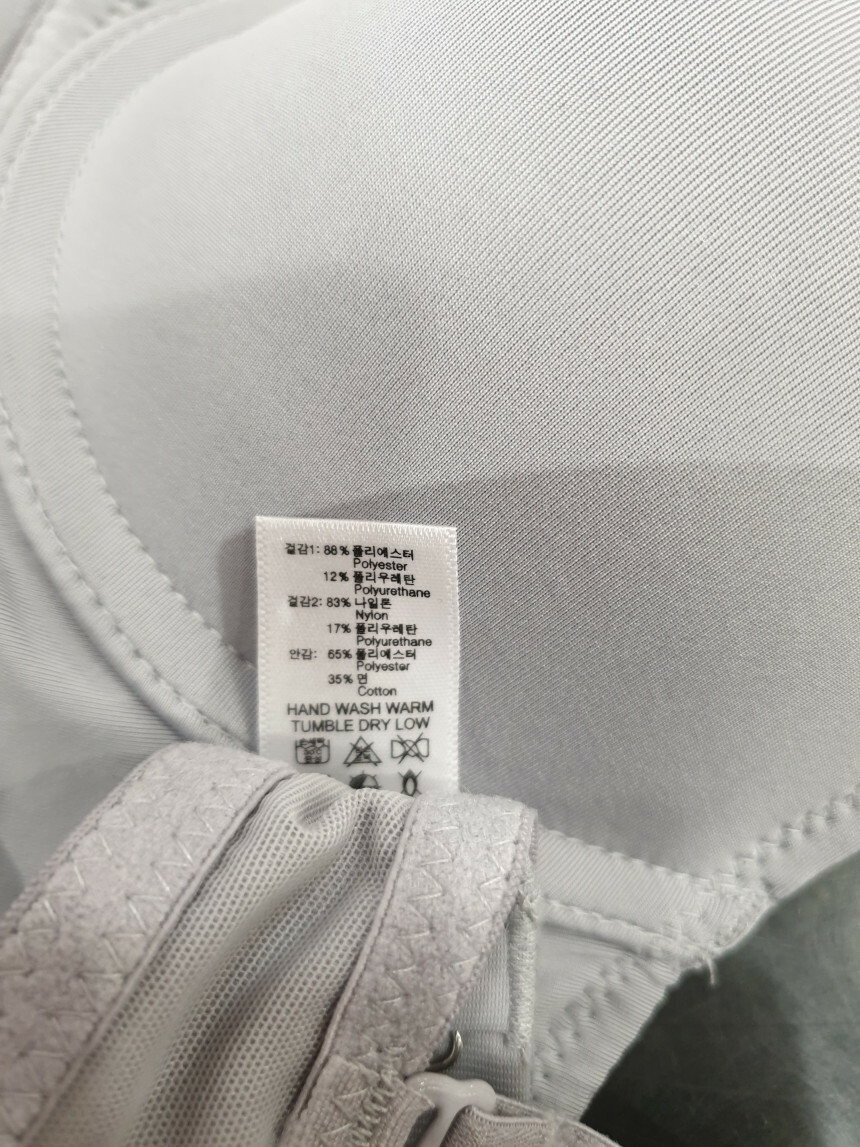 겉감1: 88% 폴리에스터
Polyester
12% 폴리우레탄
Polyurethane
겉감2: 83% 나일론
Nylon
17% 폴리우레탄
Polyurethane
안감: 65% 폴리에스터
Polyester
35% 면
Cotton
HAND WASH WARM
TUMBLE DRY LOW